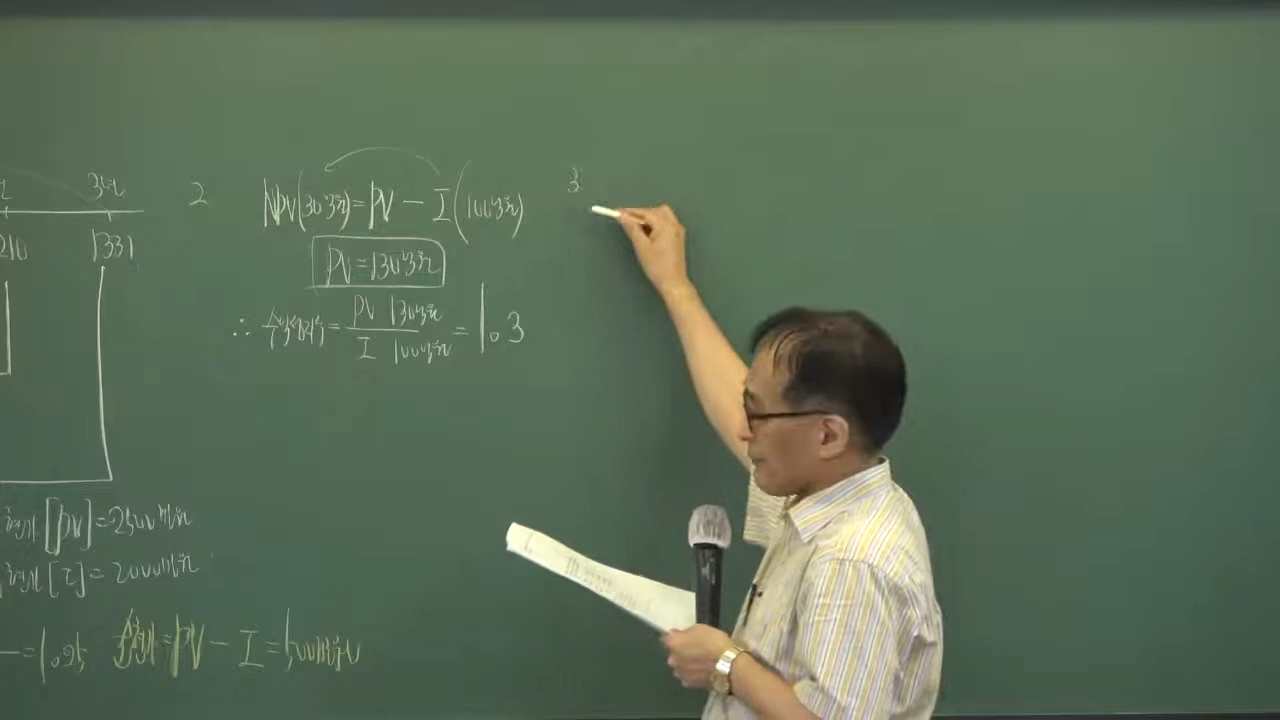 3년
210 1331
2 NPV(30억원)=PV - I(100억원)
PV=130억원
∴ 수익성지수= PV 130억원 / I 100억원 = 1.3
3
[PV]=2500만원
[I]=2000만원
=1.25 PV - I =500만원